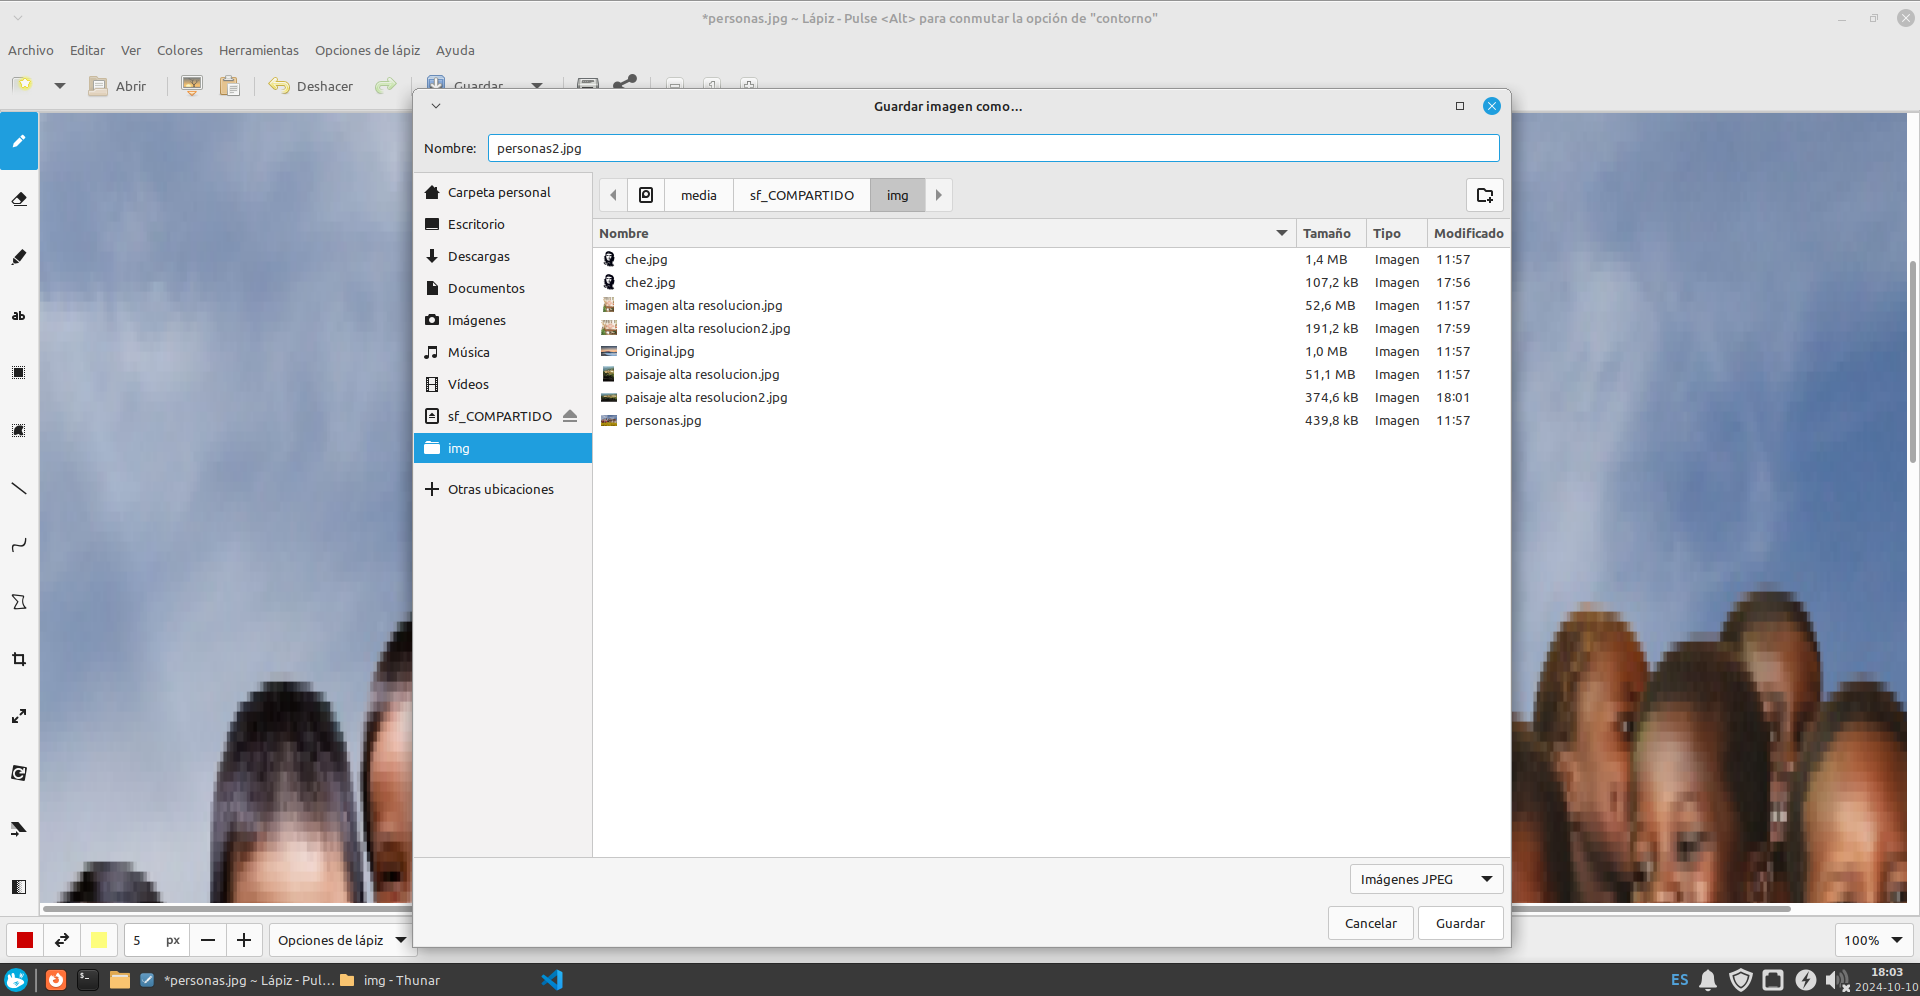 *personas.jpg ~ Lápiz - Pulse <Alt> para conmutar la opción de "contorno"
Archivo Editar Ver Colores Herramientas Opciones de lápiz Ayuda
Abrir Deshacer Guardar
Guardar imagen como...
Nombre: personas2.jpg
Carpeta personal
Escritorio
Descargas
Documentos
Imágenes
Música
Vídeos
sf_COMPARTIDO
img
Otras ubicaciones
media sf_COMPARTIDO img
Nombre Tamaño Tipo Modificado
che.jpg 1,4 MB Imagen 11:57
che2.jpg 107,2 kB Imagen 17:56
imagen alta resolucion.jpg 52,6 MB Imagen 11:57
imagen alta resolucion2.jpg 191,2 kB Imagen 17:59
Original.jpg 1,0 MB Imagen 11:57
paisaje alta resolucion.jpg 51,1 MB Imagen 11:57
paisaje alta resolucion2.jpg 374,6 kB Imagen 18:01
personas.jpg 439,8 kB Imagen 11:57
Imágenes JPEG
Cancelar Guardar
ab
5 px Opciones de lápiz 100%
*personas.jpg ~ Lápiz - Pul... img - Thunar ES 18:03
2024-10-10